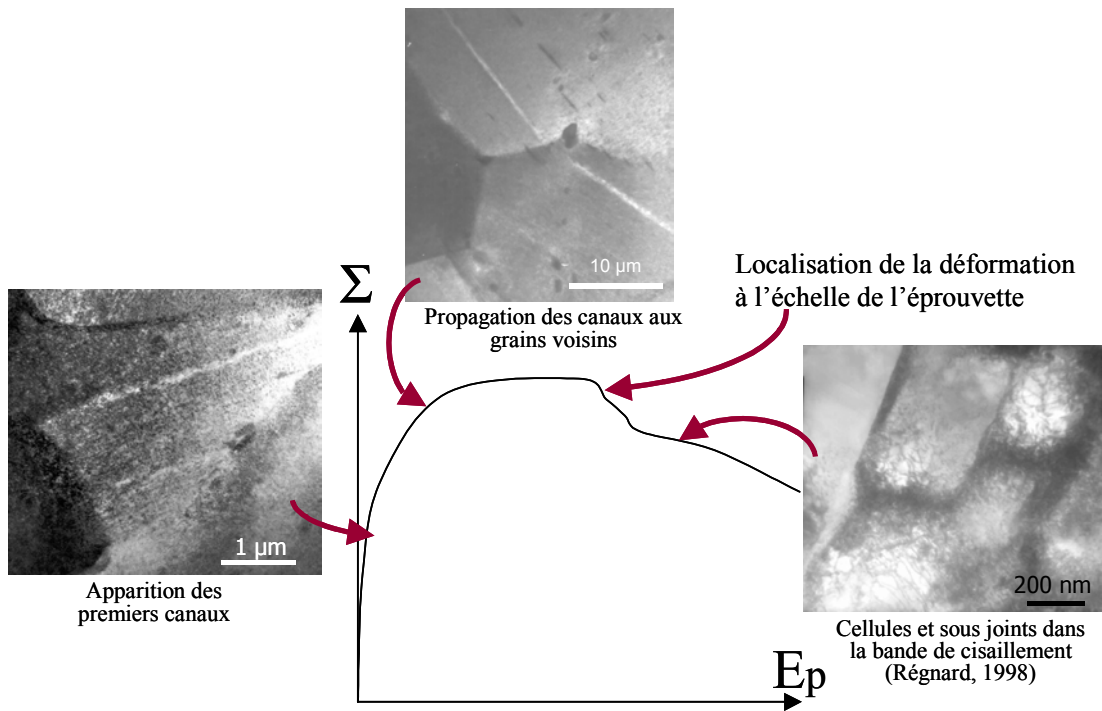 10 µm
Propagation des canaux aux
grains voisins
Localisation de la déformation
à l'échelle de l'éprouvette
Σ
1 µm
Apparition des
premiers canaux
200 nm
Cellules et sous joints dans
la bande de cisaillement
(Régnard, 1998)
Ep